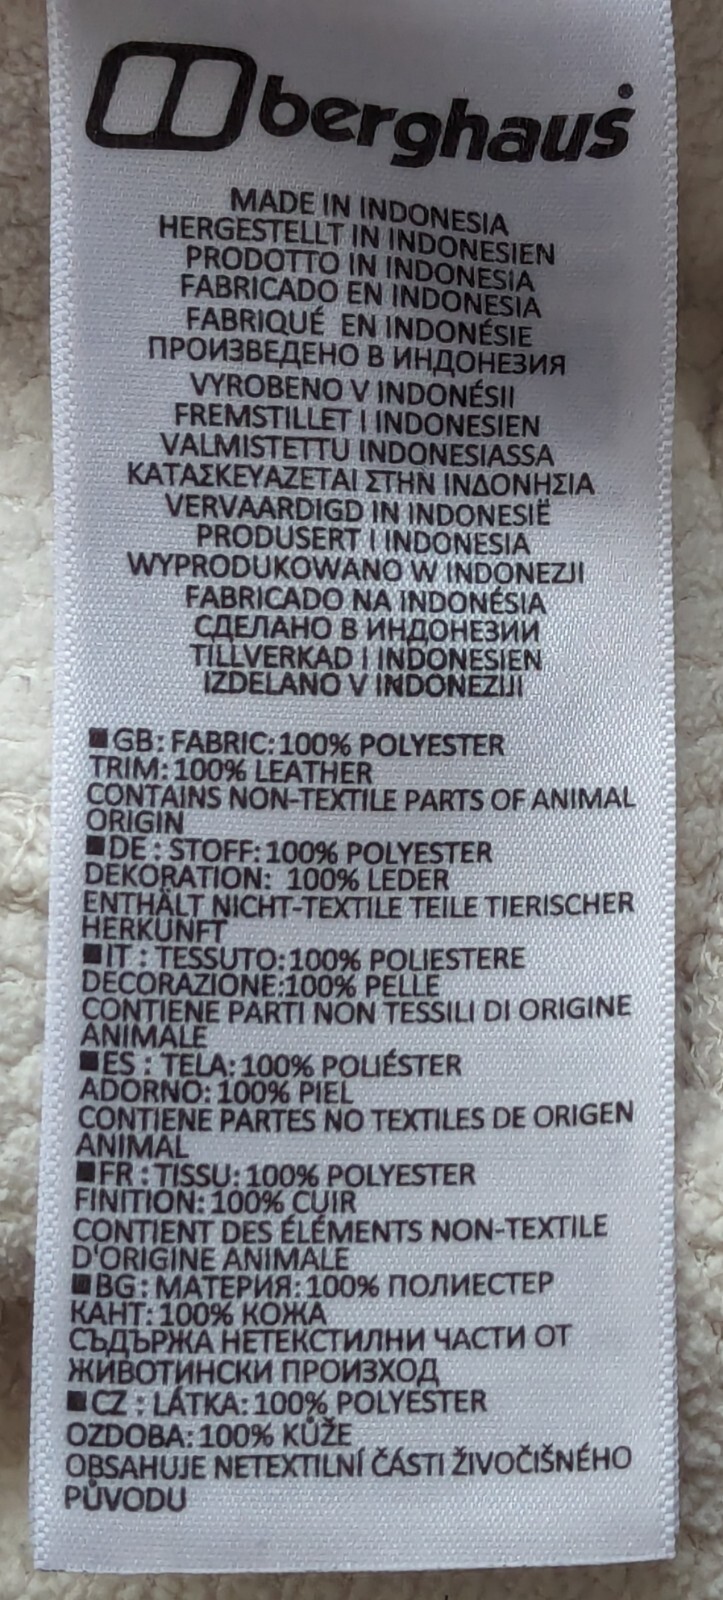 berghaus
MADE IN INDONESIA
HERGESTELLT IN INDONESIEN
PRODOTTO IN INDONESIA
FABRICADO EN INDONESIA
FABRIQUÉ EN INDONÉSIE
ПРОИЗВЕДЕНО В ИНДОНЕЗИЯ
VYROBENO V INDONÉSII
FREMSTILLET I INDONESIEN
VALMISTETTU INDONESIASSA
ΚΑΤΑΣΚΕΥΑΖΕΤΑΙ ΣΤΗΝ ΙΝΔΟΝΗΣΙΑ
VERVAARDIGD IN INDONESIË
PRODUSERT I INDONESIA
WYPRODUKOWANO W INDONEZJI
FABRICADO NA INDONÉSIA
СДЕЛАНО В ИНДОНЕЗИИ
TILLVERKAD I INDONESIEN
IZDELANO V INDONEZIJI
■GB: FABRIC: 100% POLYESTER
TRIM: 100% LEATHER
CONTAINS NON-TEXTILE PARTS OF ANIMAL
ORIGIN
■DE : STOFF: 100% POLYESTER
DEKORATION: 100% LEDER
ENTHÄLT NICHT-TEXTILE TEILE TIERISCHER
HERKUNFT
■IT : TESSUTO: 100% POLIESTERE
DECORAZIONE:100% PELLE
CONTIENE PARTI NON TESSILI DI ORIGINE
ANIMALE
■ES : TELA: 100% POLIÉSTER
ADORNO: 100% PIEL
CONTIENE PARTES NO TEXTILES DE ORIGEN
ANIMAL
■FR : TISSU: 100% POLYESTER
FINITION: 100% CUIR
CONTIENT DES ÉLÉMENTS NON-TEXTILE
D'ORIGINE ANIMALE
■BG: МАТЕРИЯ: 100% ПОЛИЕСТЕР
КАНТ: 100% КОЖА
СЪДЪРЖА НЕТЕКСТИЛНИ ЧАСТИ ОТ
ЖИВОТИНСКИ ПРОИЗХОД
■CZ : LÁTKA: 100% POLYESTER
OZDOBA: 100% KŮŽE
OBSAHUJE NETEXTILNÍ ČÁSTI ŽIVOČIŠNÉHO
PŮVODU